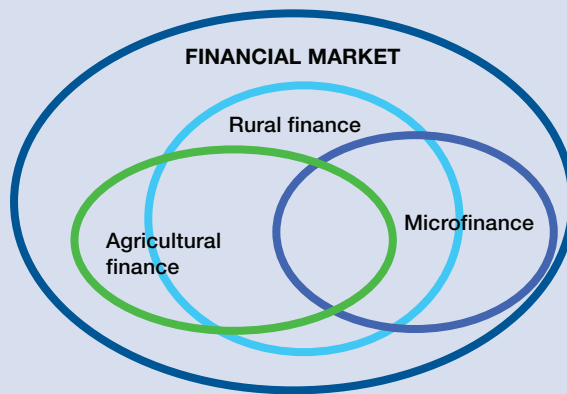 FINANCIAL MARKET
Rural finance
Microfinance
Agricultural
finance